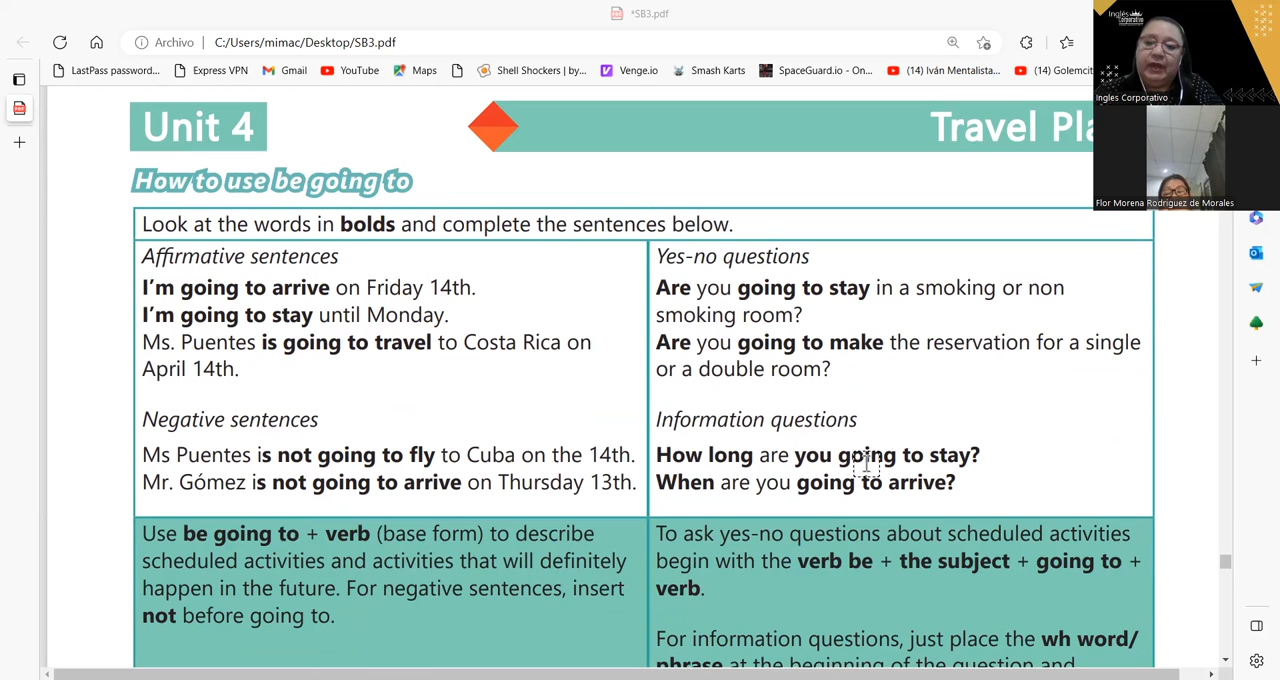 *SB3.pdf
Archivo | C:/Users/mimac/Desktop/SB3.pdf
LastPass password... Express VPN Gmail YouTube Maps Shell Shockers | by... Venge.io Smash Karts SpaceGuard.io - On... (14) Iván Mentalista... (14) Golemcit
Inglés
Corporativo
Ingles Corporativo
Flor Morena Rodriguez de Morales
Unit 4
Travel Pla
How to use be going to
Look at the words in bolds and complete the sentences below.
Affirmative sentences
I'm going to arrive on Friday 14th.
I'm going to stay until Monday.
Ms. Puentes is going to travel to Costa Rica on
April 14th.
Negative sentences
Ms Puentes is not going to fly to Cuba on the 14th.
Mr. Gómez is not going to arrive on Thursday 13th.
Yes-no questions
Are you going to stay in a smoking or non
smoking room?
Are you going to make the reservation for a single
or a double room?
Information questions
How long are you going to stay?
When are you going to arrive?
Use be going to + verb (base form) to describe
scheduled activities and activities that will definitely
happen in the future. For negative sentences, insert
not before going to.
To ask yes-no questions about scheduled activities
begin with the verb be + the subject + going to +
verb.
For information questions, just place the wh word/
phrase at the beginning of the question and